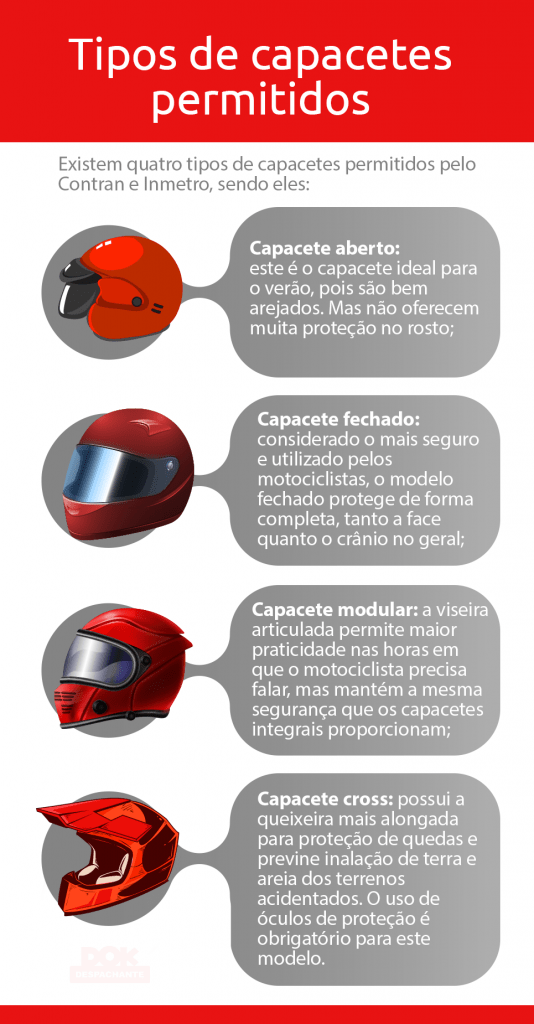 Tipos de capacetes
permitidos
Existem quatro tipos de capacetes permitidos pelo
Contran e Inmetro, sendo eles:
Capacete aberto:
este é o capacete ideal para
o verão, pois são bem
arejados. Mas não oferecem
muita proteção no rosto;
Capacete fechado:
considerado o mais seguro
e utilizado pelos
motociclistas, o modelo
fechado protege de forma
completa, tanto a face
quanto o crânio no geral;
Capacete modular: a viseira
articulada permite maior
praticidade nas horas em
que o motociclista precisa
falar, mas mantém a mesma
segurança que os capacetes
integrais proporcionam;
Capacete cross: possui a
queixeira mais alongada
para proteção de quedas e
previne inalação de terra e
areia dos terrenos
acidentados. O uso de
óculos de proteção é
obrigatório para este
modelo.
DOK
DESPACHANTE